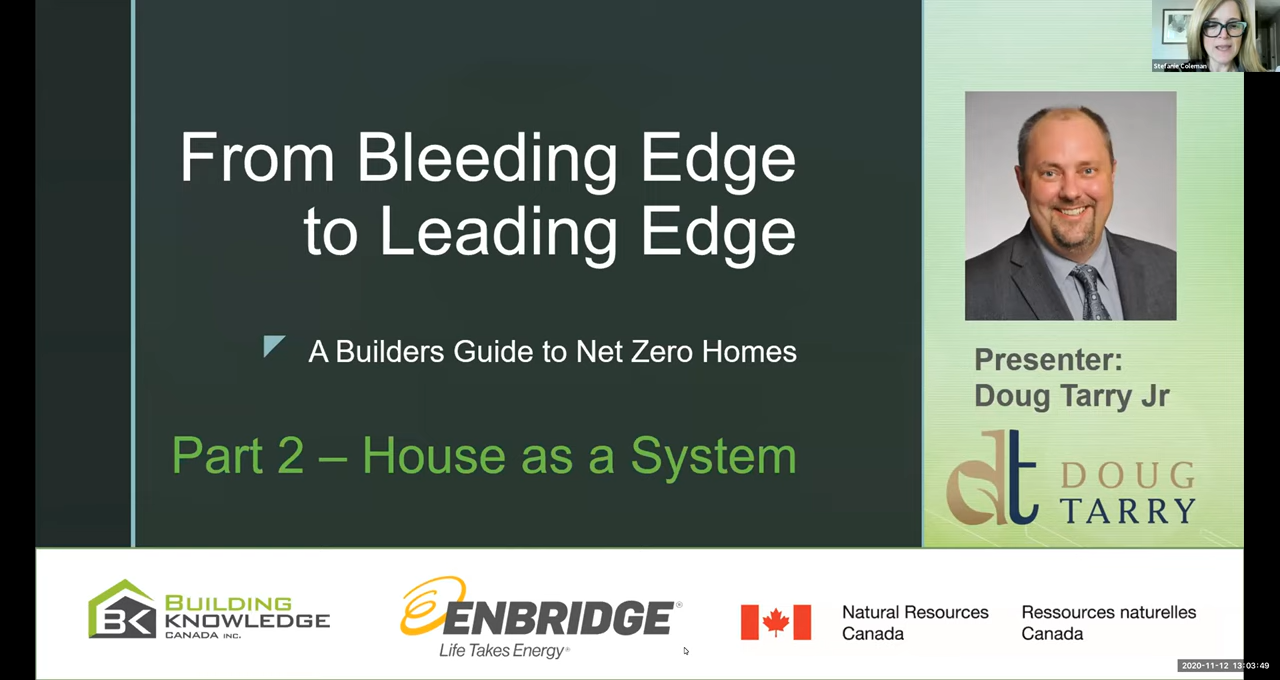 From Bleeding Edge
to Leading Edge
A Builders Guide to Net Zero Homes
Part 2 – House as a System
Stefanie Coleman
Presenter:
Doug Tarry Jr
dt
DOUG
TARRY
BK
BUILDING
KNOWLEDGE
CANADA INC.
ENBRIDGE®
Life Takes Energy®
Natural Resources
Canada
Ressources naturelles
Canada
2020-11-12 13:03:49